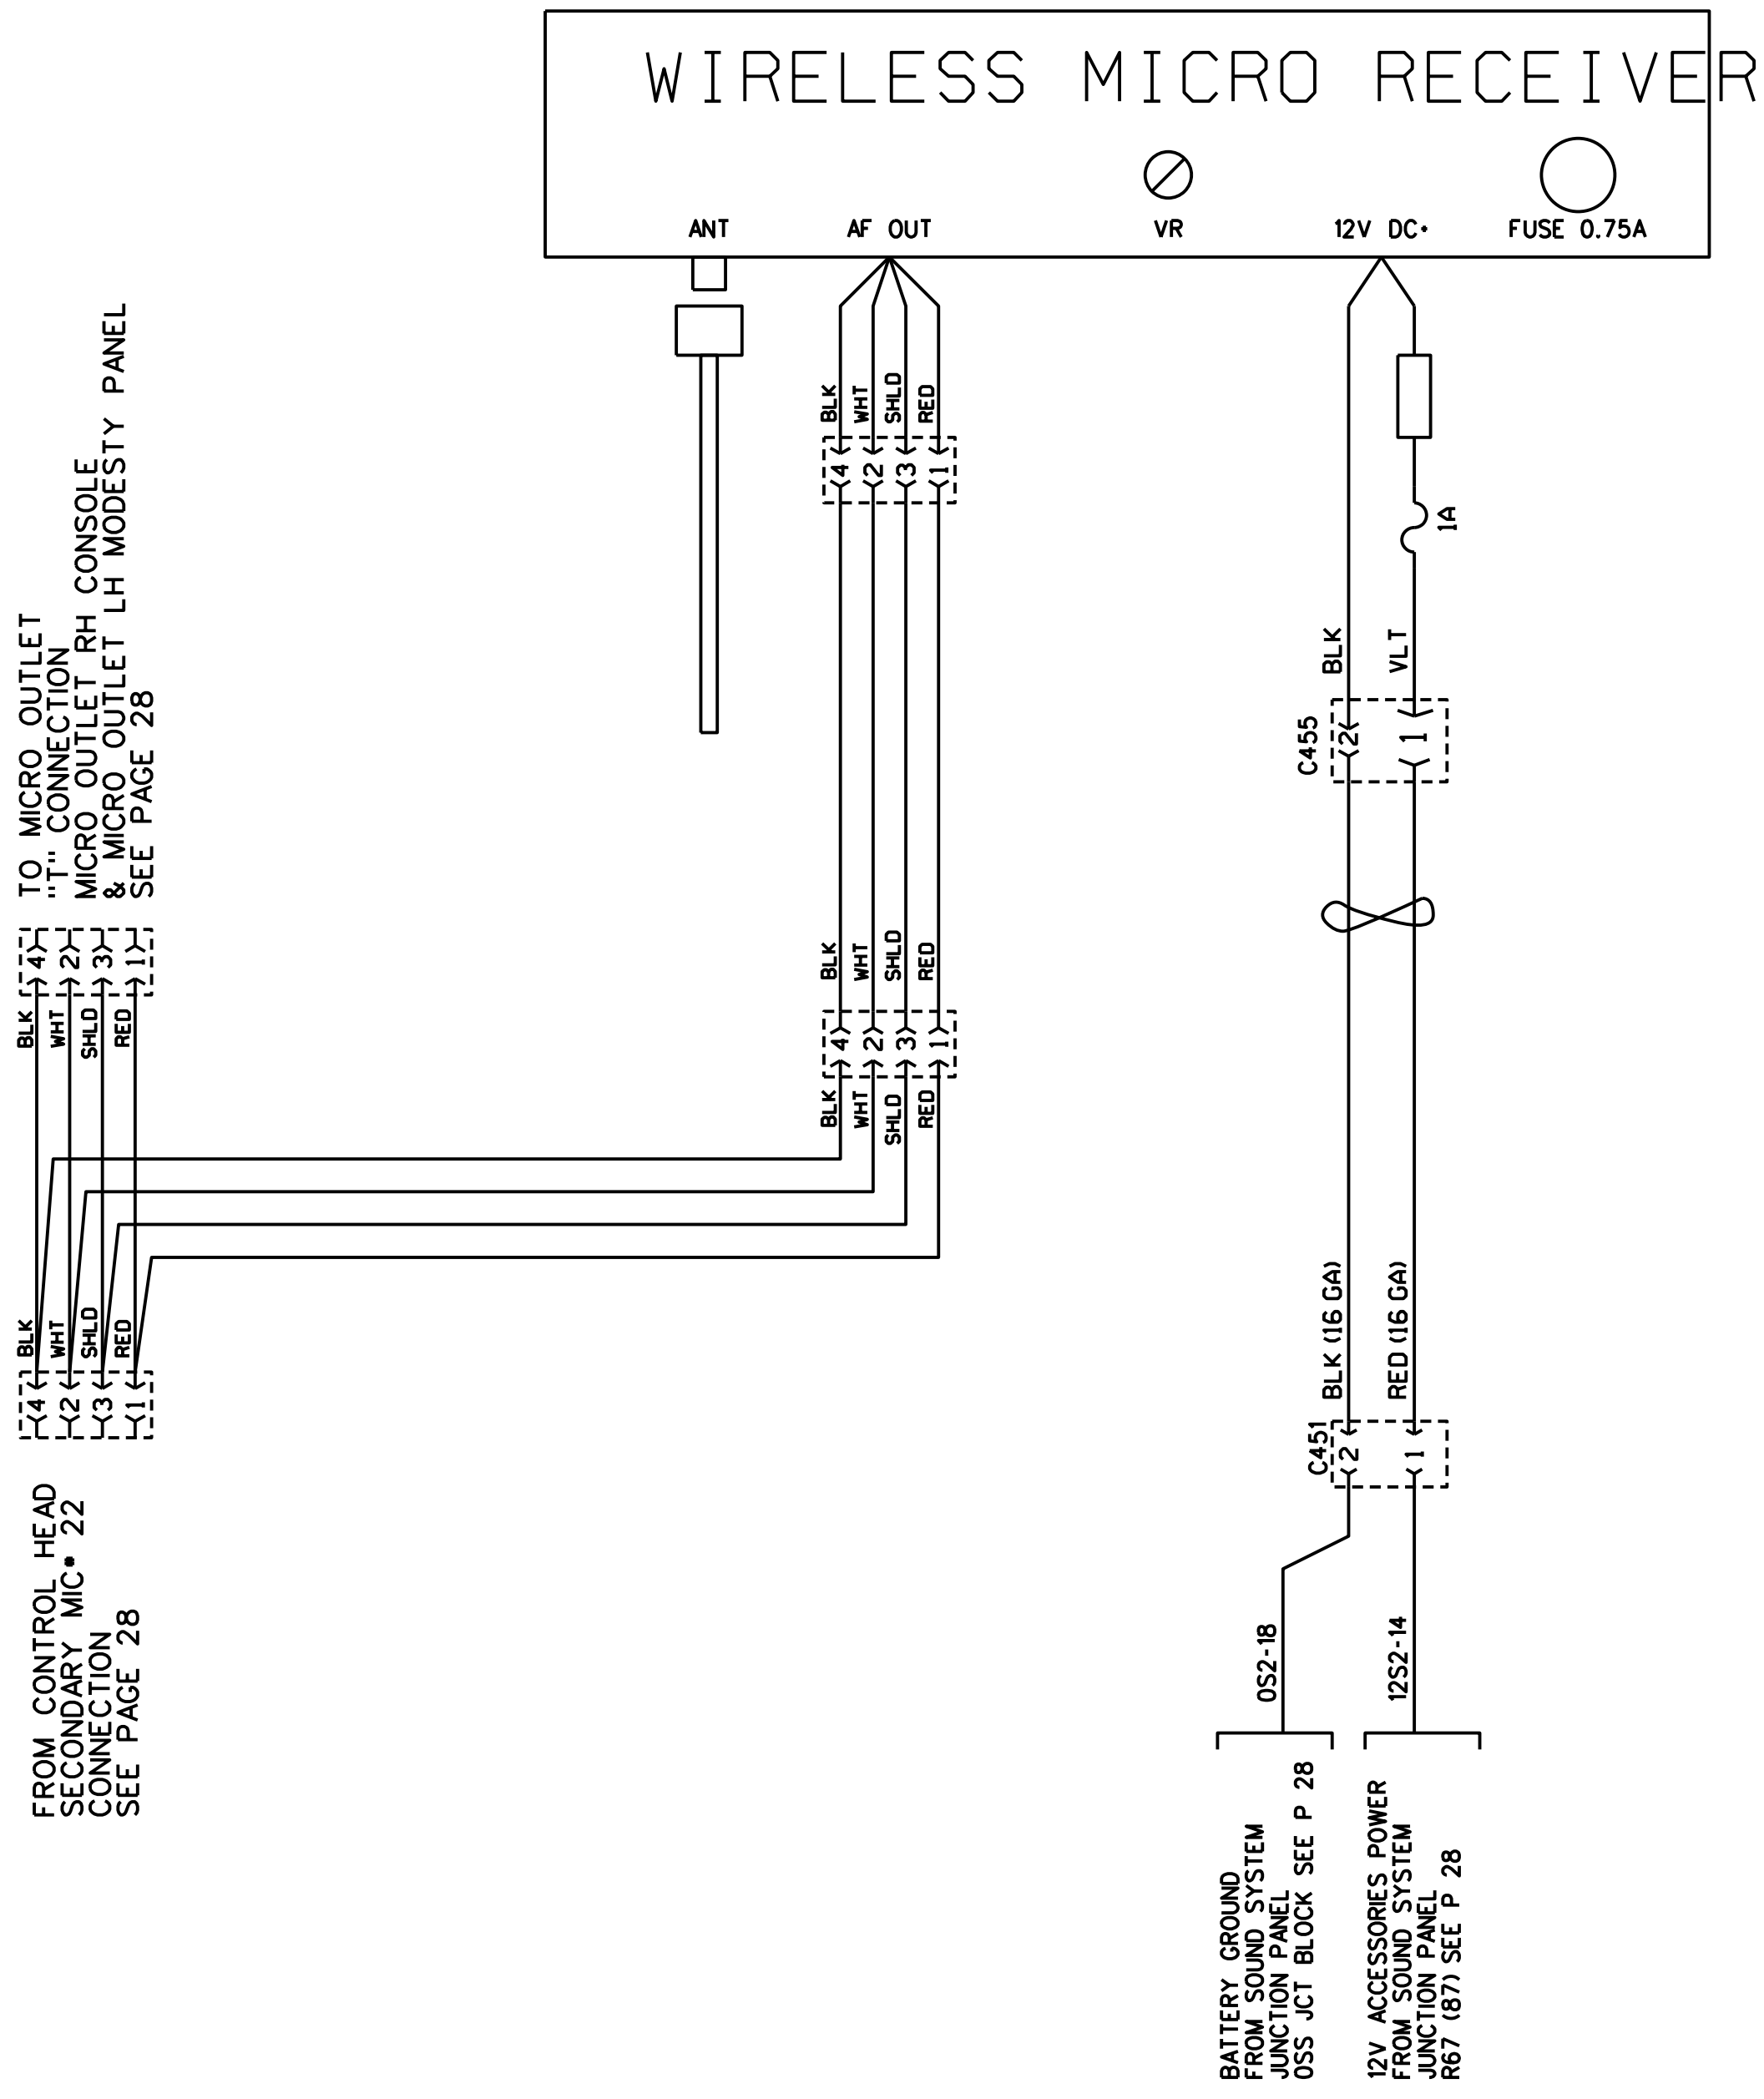 WIRELESS MICRO RECEIVER
ANT
AF OUT
VR
12V DC+
FUSE 0.75A
BLK
WHT
SHLD
RED
4
2
3
1
1A
BLK
VLT
C455
2
1
TO MICRO OUTLET
"T" CONNECTION
MICRO OUTLET RH CONSOLE
& MICRO OUTLET LH MODESTY PANEL
SEE PAGE 28
4
2
3
1
BLK
WHT
SHLD
RED
BLK
WHT
SHLD
RED
4
2
3
1
BLK
WHT
SHLD
RED
BLK
WHT
SHLD
RED
4
2
3
1
BLK (16 GA)
RED (16 GA)
C451
2
1
FROM CONTROL HEAD
SECONDARY MIC* 22
CONNECTION
SEE PAGE 28
0S2-18
12S2-14
BATTERY GROUND
FROM SOUND SYSTEM
JUNCTION PANEL
0SS JCT BLOCK SEE P 28
12V ACCESSORIES POWER
FROM SOUND SYSTEM
JUNCTION PANEL
R67 (87) SEE P 28